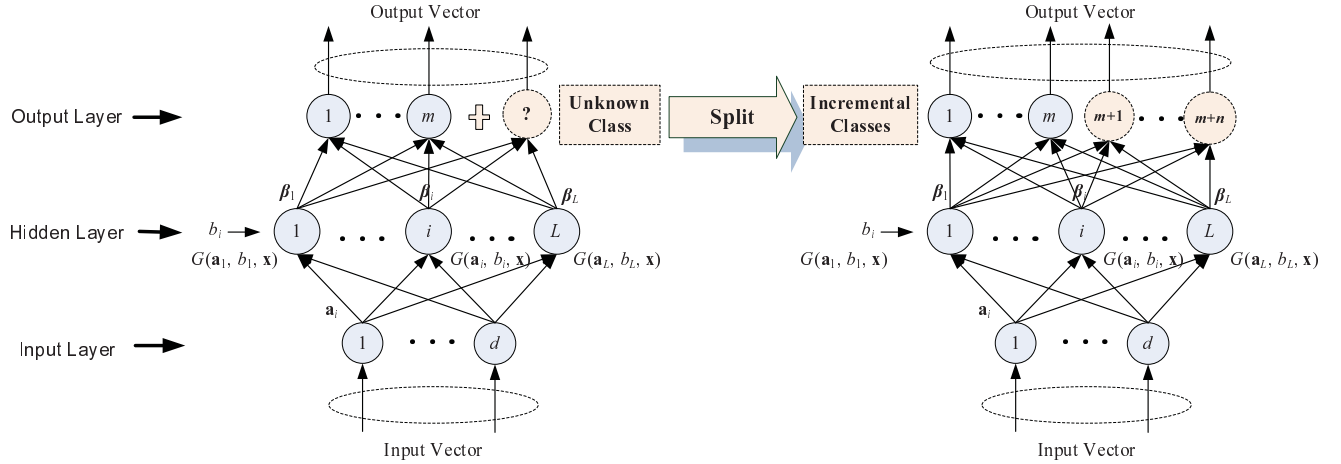 Output Vector
Output Vector
Output Layer
1
m
?
Unknown
Class
Split
Incremental
Classes
1
m
m+1
m+n
β1
βi
βL
β1
βi
βL
Hidden Layer
bi
1
i
L
bi
1
i
L
G(a1, b1, x)
G(ai, bi, x)
G(aL, bL, x)
G(a1, b1, x)
G(ai, bi, x)
G(aL, bL, x)
ai
ai
Input Layer
1
d
1
d
Input Vector
Input Vector